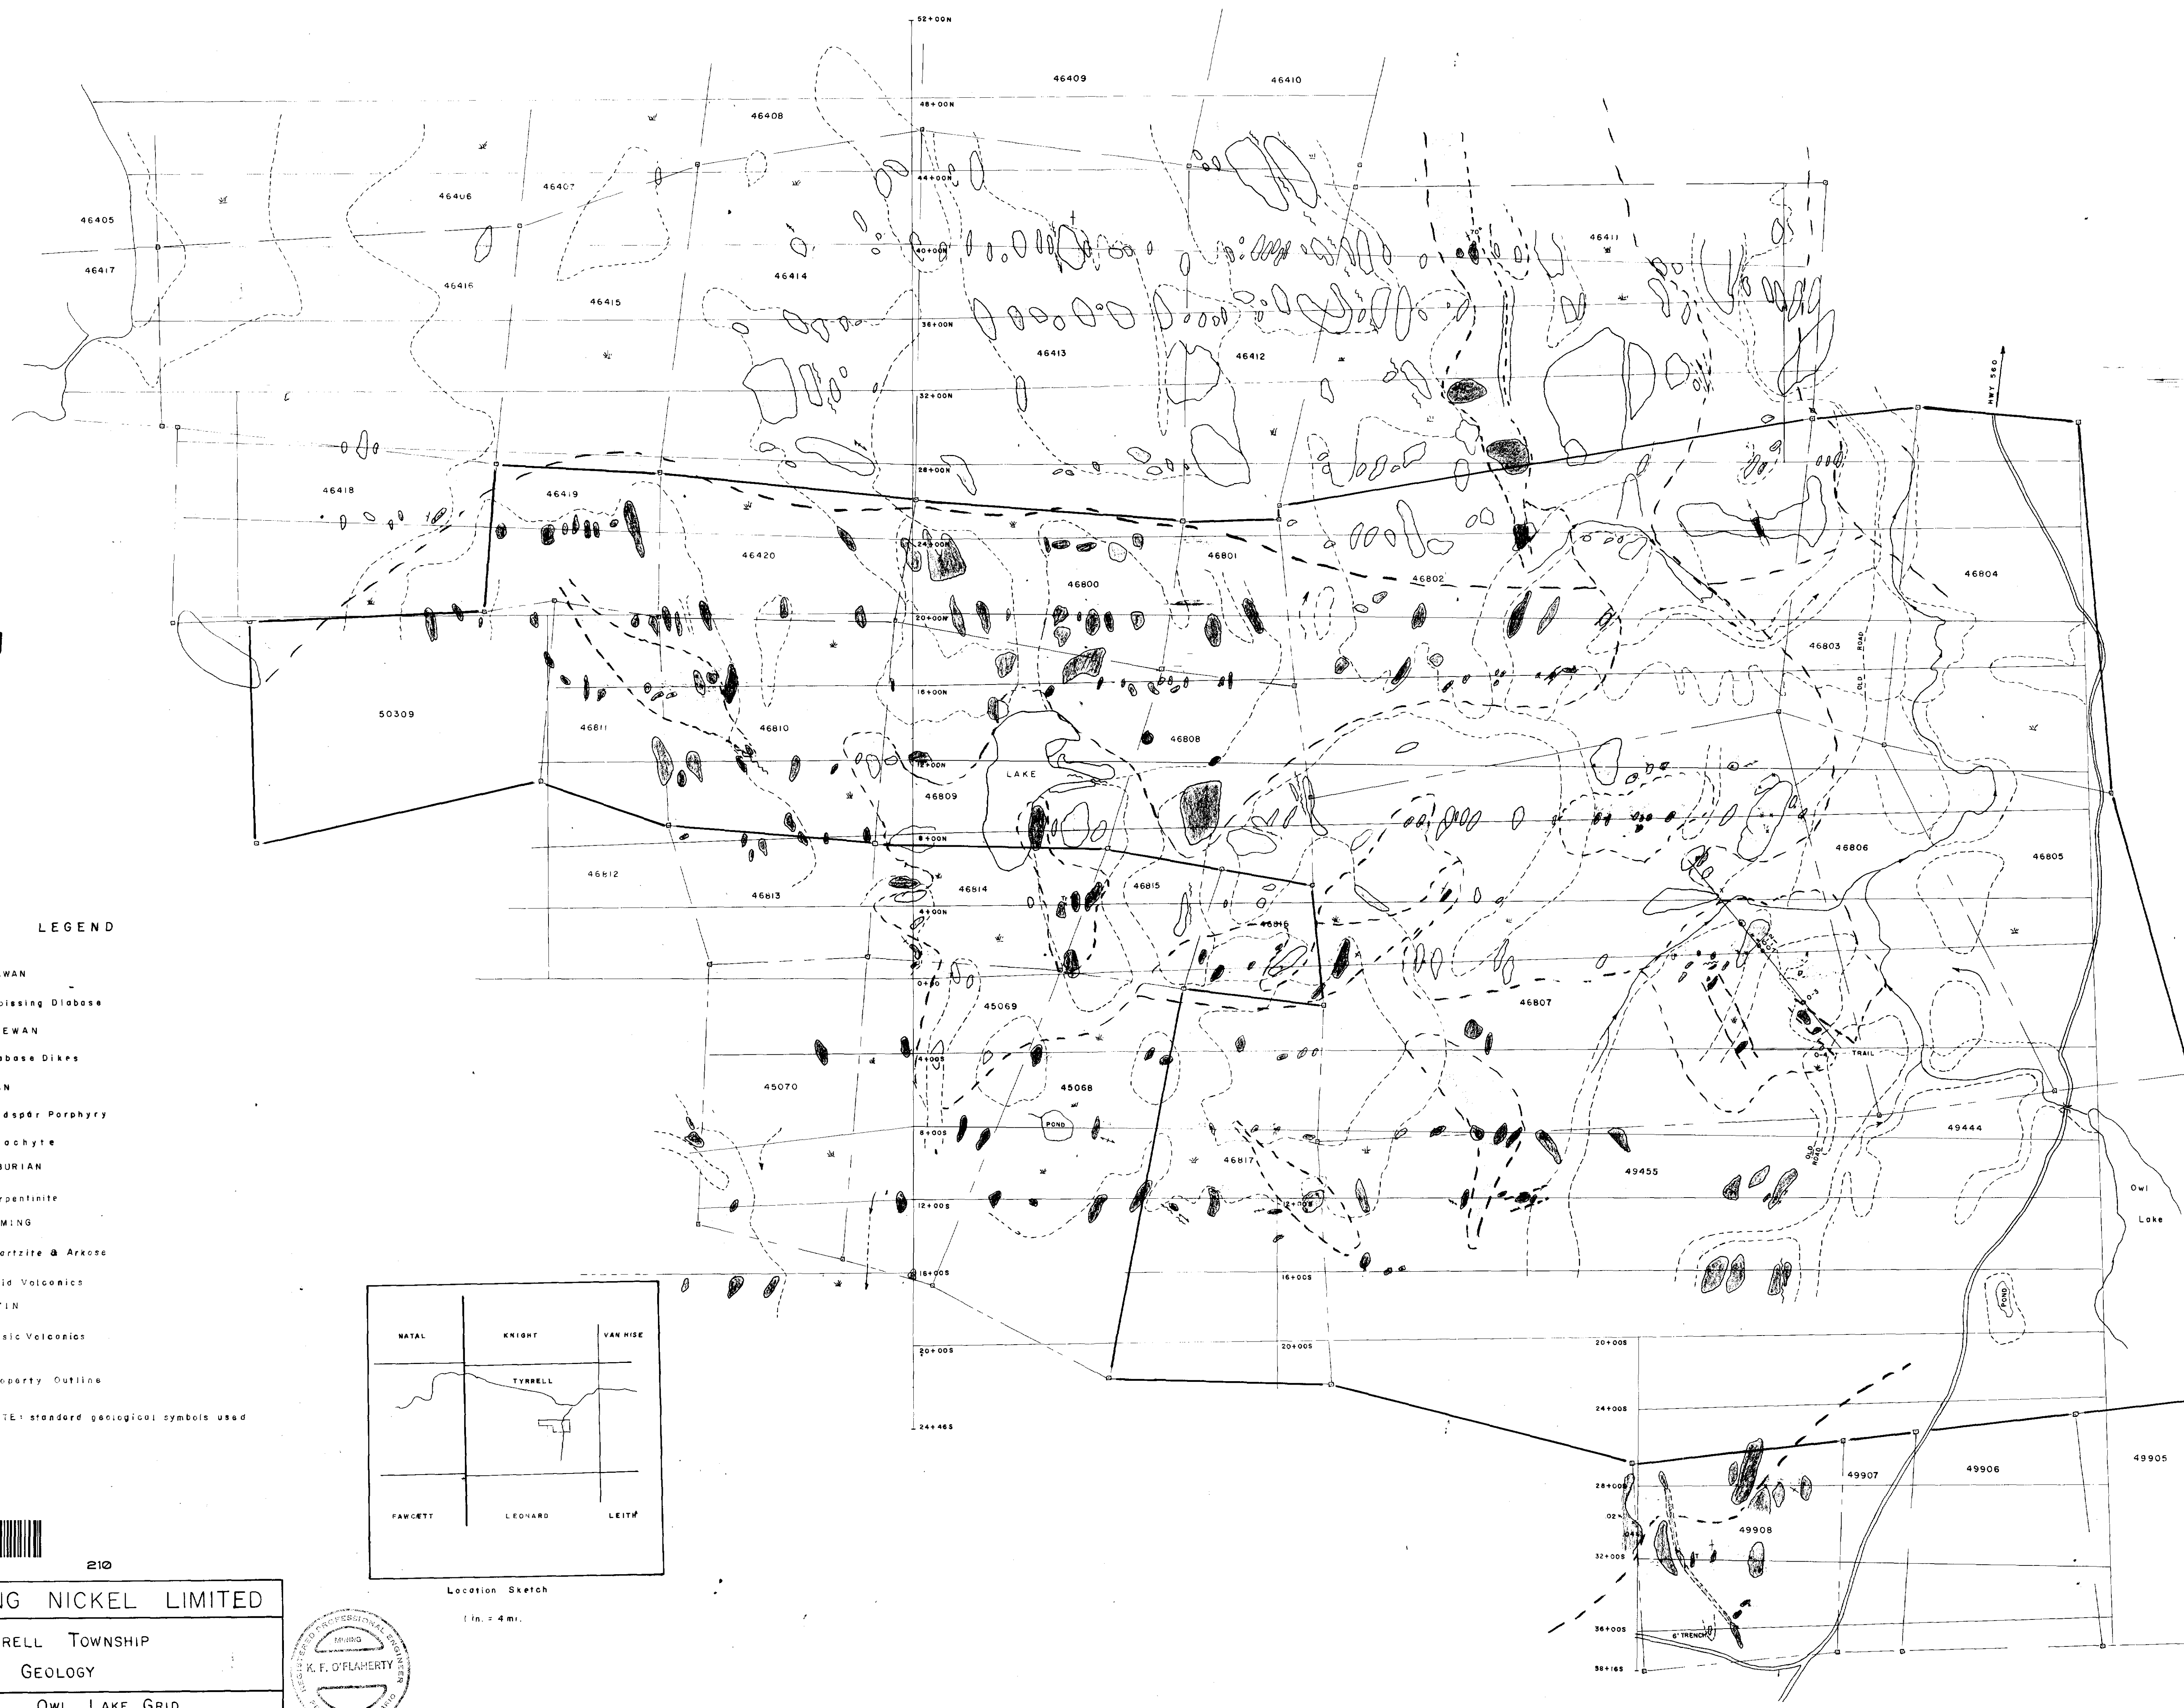 52+00N
46409
46410
48+00N
46408
44+00N
46406
46407
46405
46411
70°
40+00N
46417
46416
46415
46414
36+00N
46413
46412
HWY 560
32+00N
28+00N
46418
46419
24+00N
46420
46801
46800
46802
46804
20+00N
46803
OLD ROAD
16+00N
50309
46811
46810
46808
12+00N
LAKE
46809
8+00N
46806
46805
46812
46813
46814
46815
4+00N
46816
LEGEND
0+00
45069
46807
4+00S
TRAIL
45070
45068
POND
8+00S
49444
46817
OLD ROAD
49455
Owl
Lake
12+00S
12+00S
16+00S
16+00S
POND
20+00S
20+00S
20+00S
24+00S
24+46S
49905
49906
49907
28+00S
49908
32+00S
36+00S
6' TRENCH
38+16S
WAN
Diabase
EWAN
Dikes
Porphyry
achyte
BURIAN
rpentinite
MING
artzite & Arkose
id Volcanics
TIN
sic Volcanics
operty Outline
TE: standard geological symbols used
NATAL
KNIGHT
VAN HISE
TYRRELL
FAWCETT
LEONARD
LEITH
Location Sketch
1 in. = 4 mi.
210
NG NICKEL LIMITED
RELL TOWNSHIP
GEOLOGY
OWL LAKE GRID
REGISTERED PROFESSIONAL ENGINEER
MINING
K. F. O'FLAHERTY